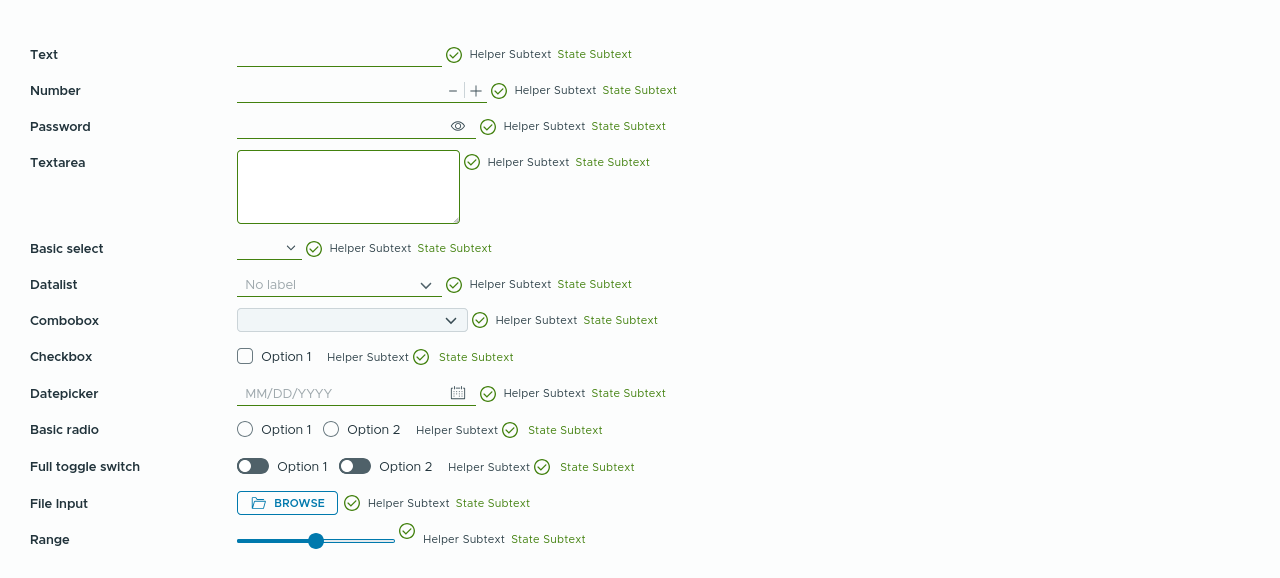 Text Helper Subtext State Subtext
Number Helper Subtext State Subtext
Password Helper Subtext State Subtext
Textarea Helper Subtext State Subtext
Basic select Helper Subtext State Subtext
Datalist No label Helper Subtext State Subtext
Combobox Helper Subtext State Subtext
Checkbox Option 1 Helper Subtext State Subtext
Datepicker MM/DD/YYYY Helper Subtext State Subtext
Basic radio Option 1 Option 2 Helper Subtext State Subtext
Full toggle switch Option 1 Option 2 Helper Subtext State Subtext
File Input BROWSE Helper Subtext State Subtext
Range Helper Subtext State Subtext